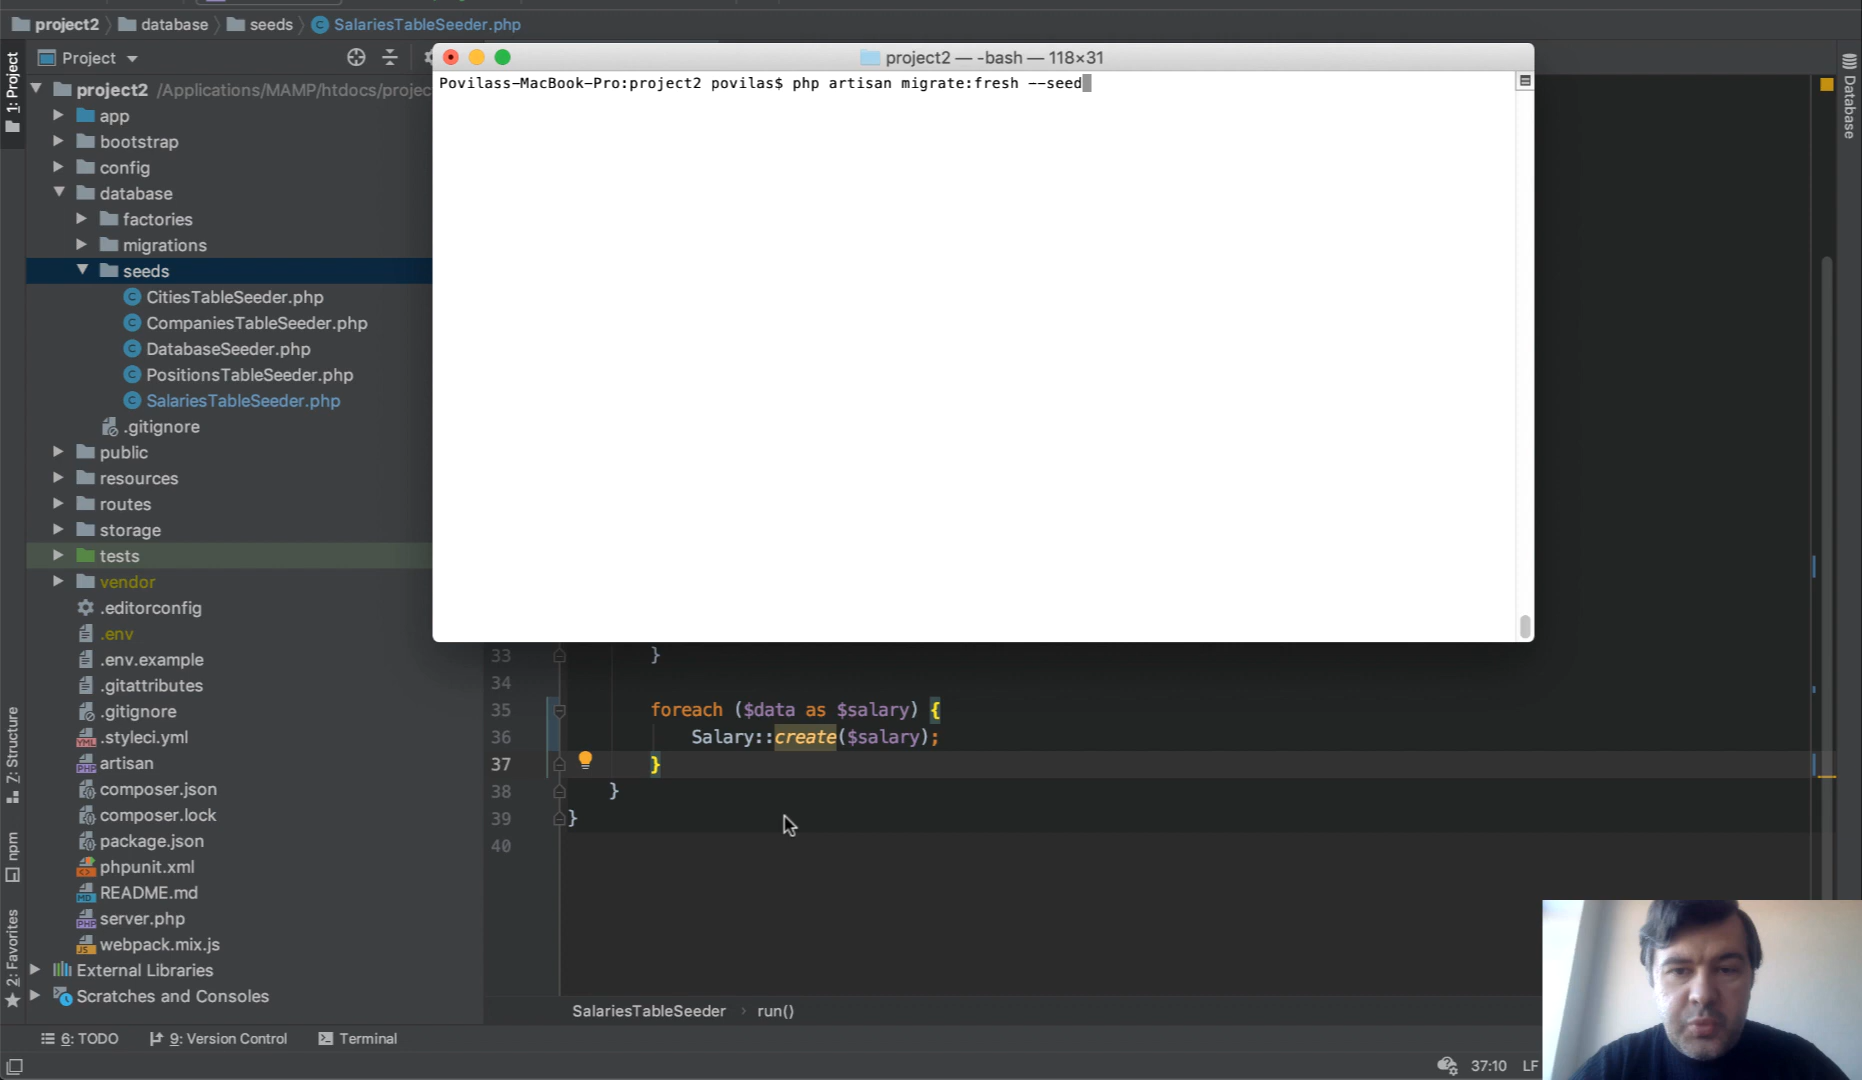 project2 database seeds SalariesTableSeeder.php
Project
project2 — -bash — 118×31
Povilass-MacBook-Pro:project2 povilas$ php artisan migrate:fresh --seed
1: Project
7: Structure
npm
2: Favorites
Database
project2 /Applications/MAMP/htdocs/projec
app
bootstrap
config
database
factories
migrations
seeds
CitiesTableSeeder.php
CompaniesTableSeeder.php
DatabaseSeeder.php
PositionsTableSeeder.php
SalariesTableSeeder.php
.gitignore
public
resources
routes
storage
tests
vendor
.editorconfig
.env
.env.example
.gitattributes
.gitignore
.styleci.yml
artisan
composer.json
composer.lock
package.json
phpunit.xml
README.md
server.php
webpack.mix.js
External Libraries
Scratches and Consoles
33 }
34
35 foreach ($data as $salary) {
36 Salary::create($salary);
37 }
38 }
39 }
40
SalariesTableSeeder › run()
6: TODO 9: Version Control Terminal
37:10 LF